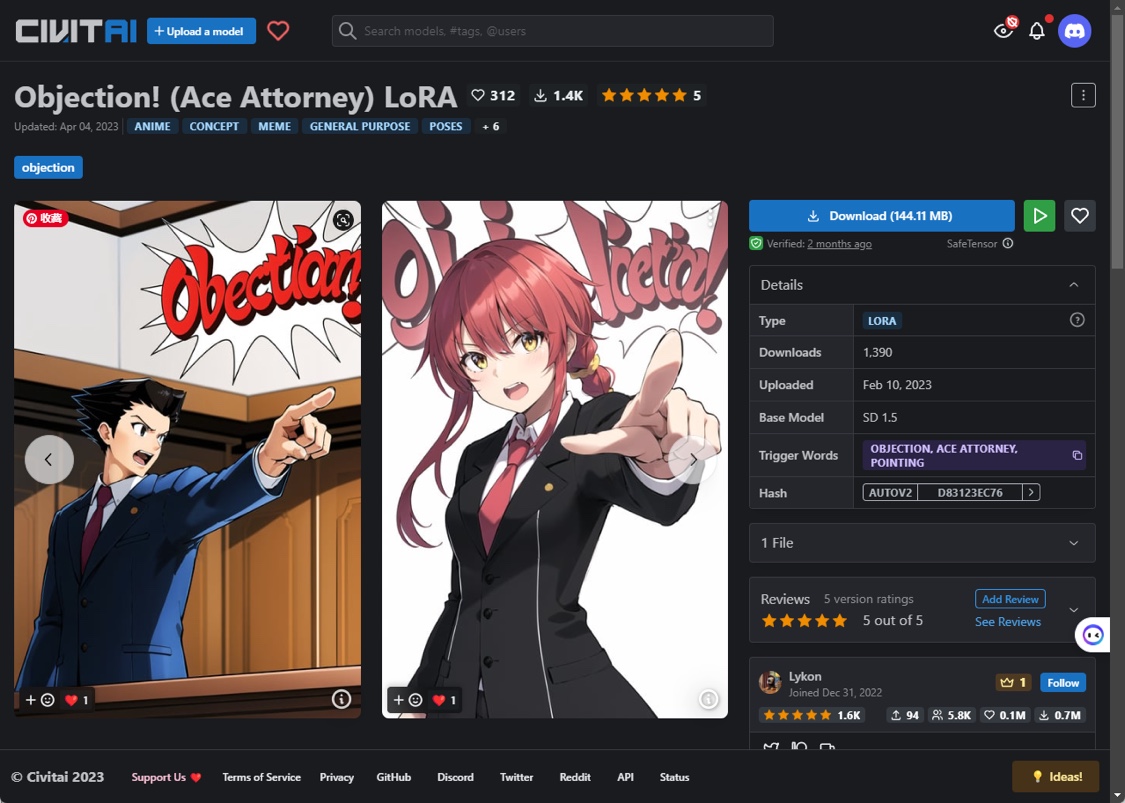 CIVITAI
+ Upload a model
Search models, #tags, @users
Objection! (Ace Attorney) LoRA 312 1.4K 5
Updated: Apr 04, 2023 ANIME CONCEPT MEME GENERAL PURPOSE POSES + 6
objection
收藏
Obection!
Download (144.11 MB)
Verified: 2 months ago SafeTensor
Details
Type LORA
Downloads 1,390
Uploaded Feb 10, 2023
Base Model SD 1.5
Trigger Words OBJECTION, ACE ATTORNEY, POINTING
Hash AUTOV2 D83123EC76
1 File
Reviews 5 version ratings Add Review
5 out of 5 See Reviews
Lykon
Joined Dec 31, 2022
1 Follow
1.6K 94 5.8K 0.1M 0.7M
+ 1
+ 1
© Civitai 2023 Support Us Terms of Service Privacy GitHub Discord Twitter Reddit API Status Ideas!